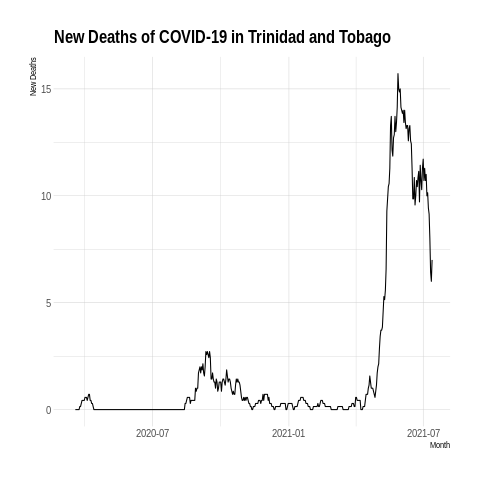 New Deaths of COVID-19 in Trinidad and Tobago
New Deaths
15
10
5
0
2020-07
2021-01
2021-07
Month